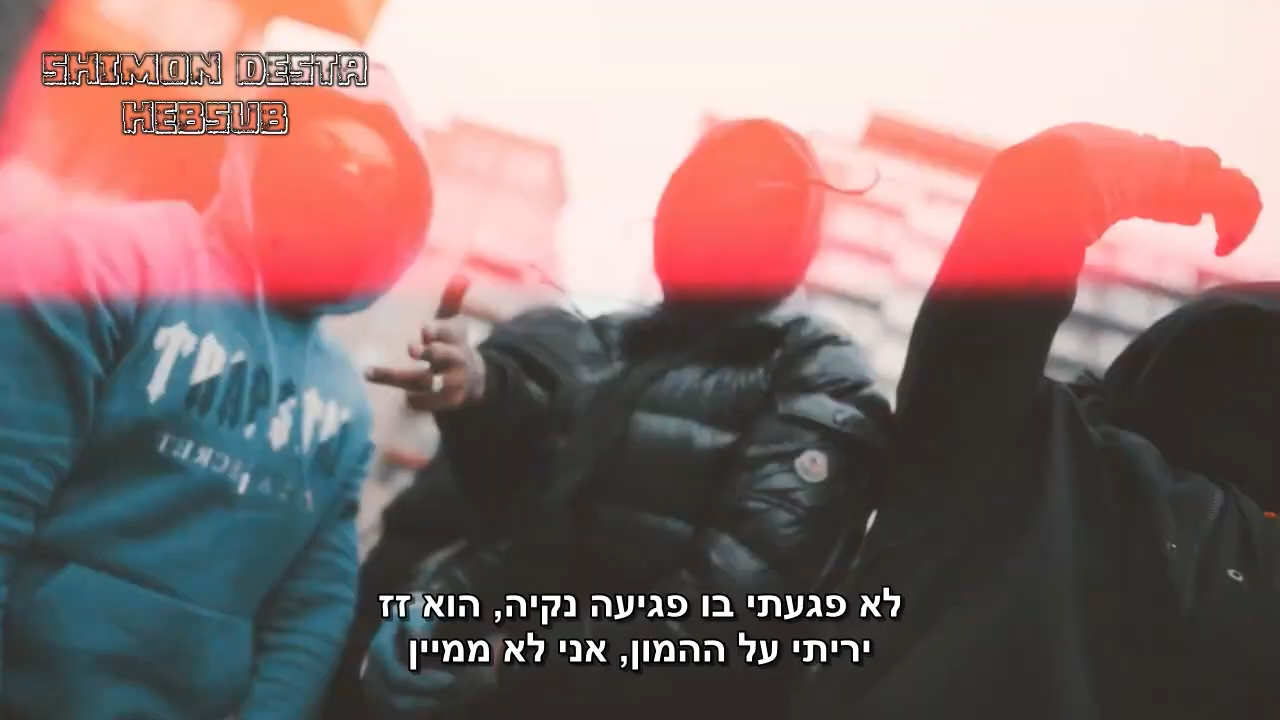 SHIMON DESTA
HEBSUB
לא פגעתי בו פגיעה נקיה, הוא זז
יריתי על ההמון, אני לא ממיין